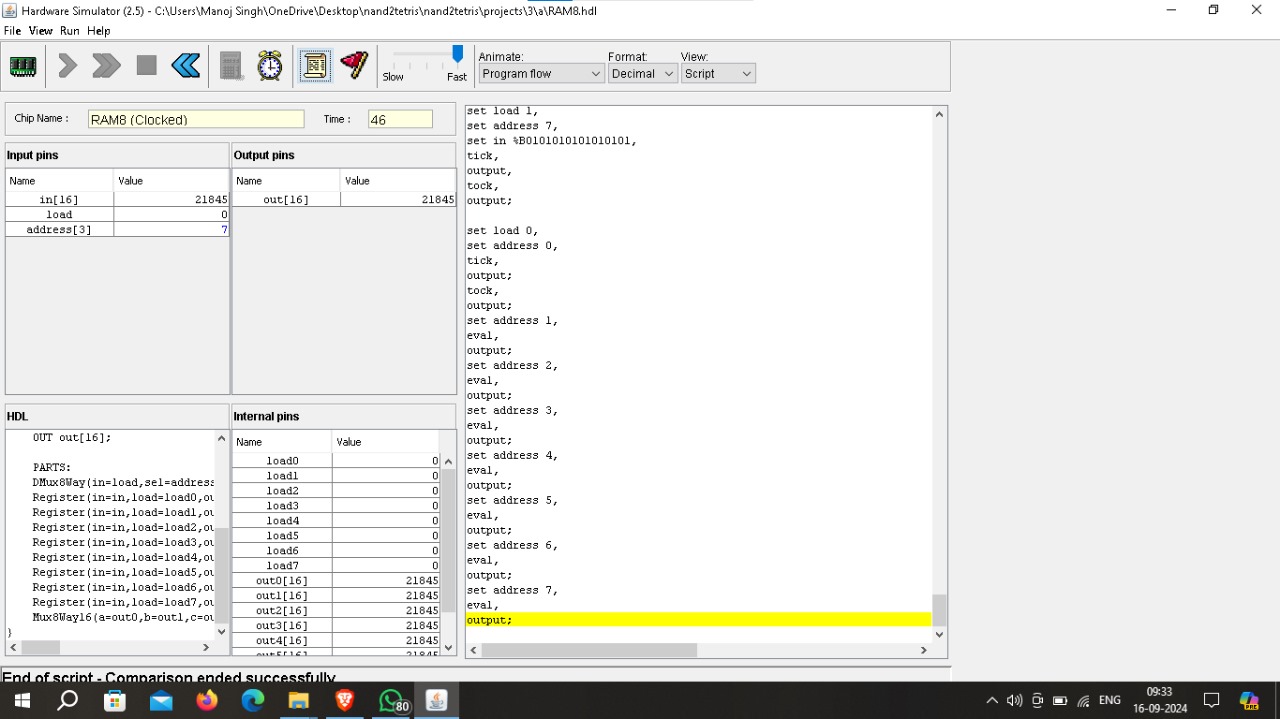 Hardware Simulator (2.5) - C:\Users\Manoj Singh\OneDrive\Desktop\nand2tetris\nand2tetris\projects\3\a\RAM8.hdl
File View Run Help
Slow Fast
Animate: Format: View:
Program flow Decimal Script
Chip Name : RAM8 (Clocked) Time : 46
Input pins
Name Value
in[16] 21845
load 0
address[3] 7
Output pins
Name Value
out[16] 21845
HDL
OUT out[16];
PARTS:
DMux8Way(in=load,sel=address
Register(in=in,load=load0,ou
Register(in=in,load=load1,ou
Register(in=in,load=load2,ou
Register(in=in,load=load3,ou
Register(in=in,load=load4,ou
Register(in=in,load=load5,ou
Register(in=in,load=load6,ou
Register(in=in,load=load7,ou
Mux8Way16(a=out0,b=out1,c=ou
}
Internal pins
Name Value
load0 0
load1 0
load2 0
load3 0
load4 0
load5 0
load6 0
load7 0
out0[16] 21845
out1[16] 21845
out2[16] 21845
out3[16] 21845
out4[16] 21845
out5[16] 21845
set load 1,
set address 7,
set in %B0101010101010101,
tick,
output,
tock,
output;
set load 0,
set address 0,
tick,
output;
tock,
output;
set address 1,
eval,
output;
set address 2,
eval,
output;
set address 3,
eval,
output;
set address 4,
eval,
output;
set address 5,
eval,
output;
set address 6,
eval,
output;
set address 7,
eval,
output;
End of script - Comparison ended successfully
80
ENG
09:33
16-09-2024